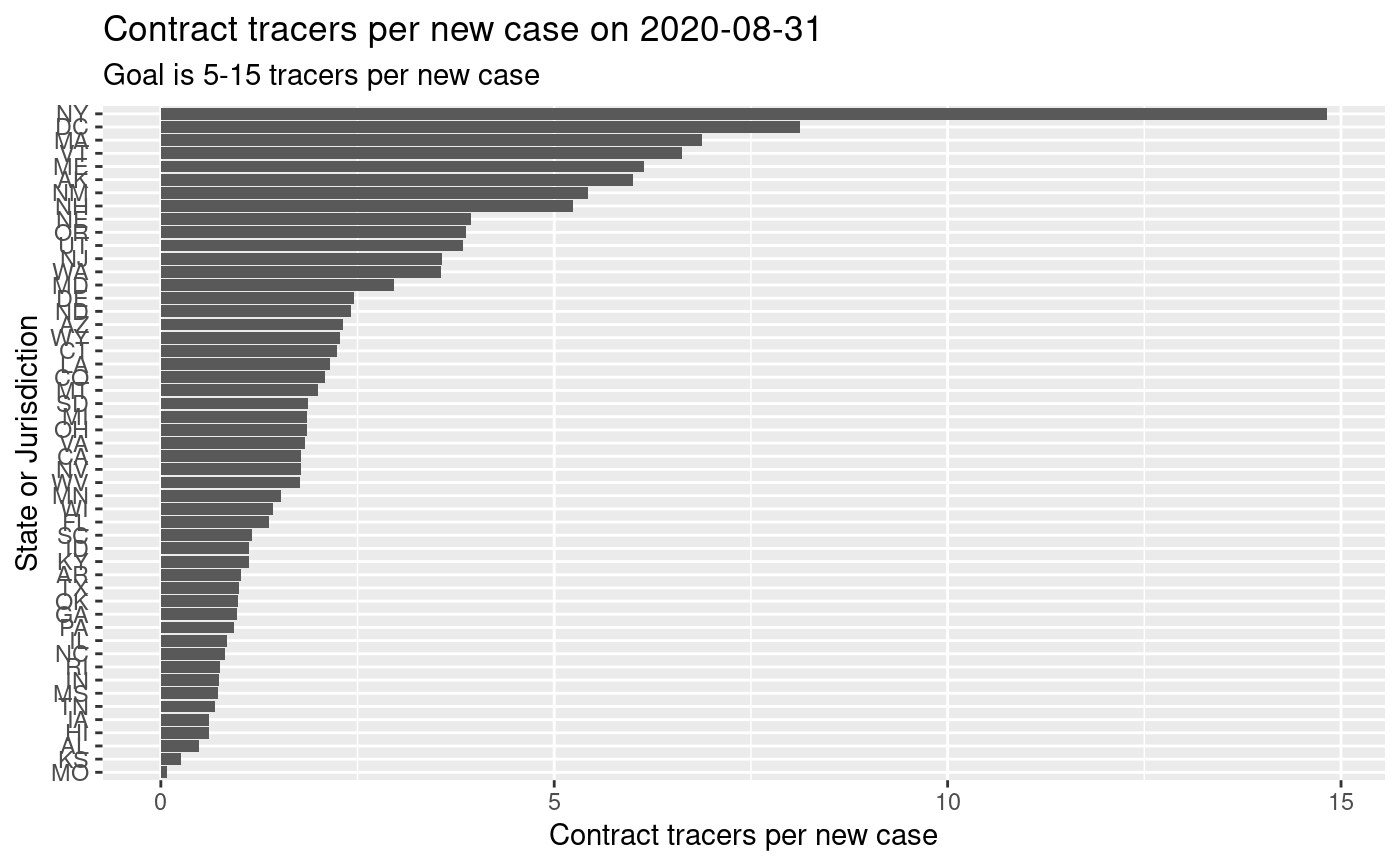 Contract tracers per new case on 2020-08-31
Goal is 5-15 tracers per new case
State or Jurisdiction
NY
DC
MA
VT
ME
AK
NM
NH
NE
OR
UT
NJ
WA
MD
DE
ND
AZ
WY
CT
LA
CO
MT
SD
MI
OH
VA
CA
NV
WV
MN
WI
FL
SC
ID
KY
AR
TX
OK
GA
PA
IL
NC
RI
IN
MS
TN
IA
HI
AL
KS
MO
0 5 10 15
Contract tracers per new case